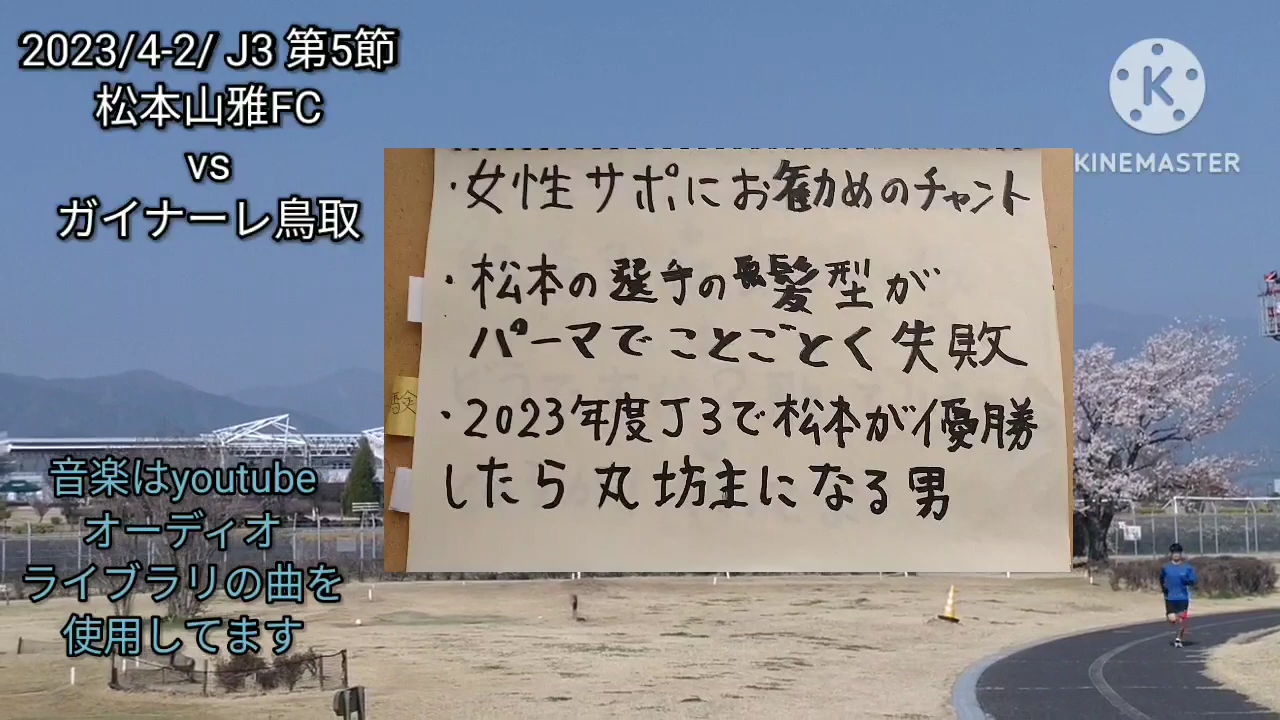 2023/4-2/ J3 第5節
松本山雅FC
vs
ガイナーレ鳥取
KINEMASTER
・女性サポにお勧めのチャント
・松本の選手の髪型が
パーマでことごとく失敗
・2023年度J3で松本が優勝
したら丸坊主になる男
験
音楽はyoutube
オーディオ
ライブラリの曲を
使用してます